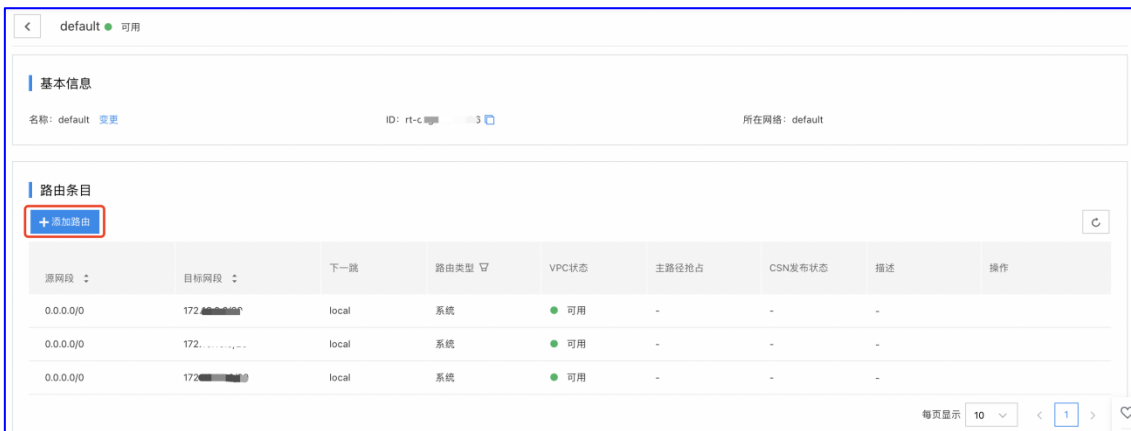 default 可用
基本信息
名称：default 变更 ID：rt-c 6 所在网络：default
路由条目
+添加路由
源网段 目标网段 下一跳 路由类型 VPC状态 主路径抢占 CSN发布状态 描述 操作
0.0.0.0/0 172. local 系统 可用 - - -
0.0.0.0/0 172. local 系统 可用 - - -
0.0.0.0/0 172 local 系统 可用 - - -
每页显示 10 1